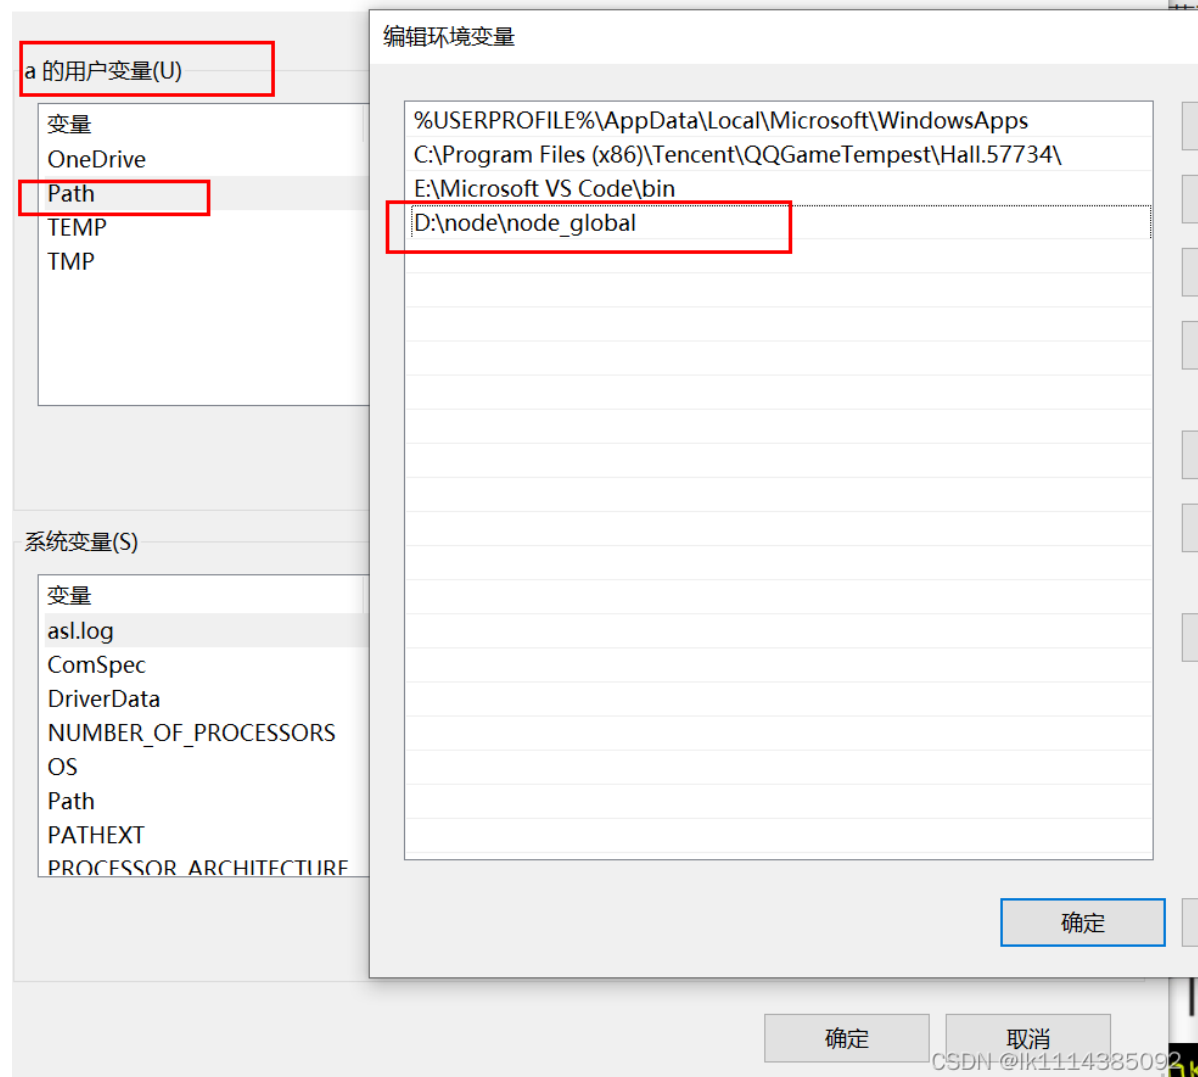 编辑环境变量
a 的用户变量(U)
变量
OneDrive
Path
TEMP
TMP
%USERPROFILE%\AppData\Local\Microsoft\WindowsApps
C:\Program Files (x86)\Tencent\QQGameTempest\Hall.57734\
E:\Microsoft VS Code\bin
D:\node\node_global
系统变量(S)
变量
asl.log
ComSpec
DriverData
NUMBER_OF_PROCESSORS
OS
Path
PATHEXT
PROCESSOR_ARCHITECTURE
确定
确定
取消
CSDN @lk1114385092